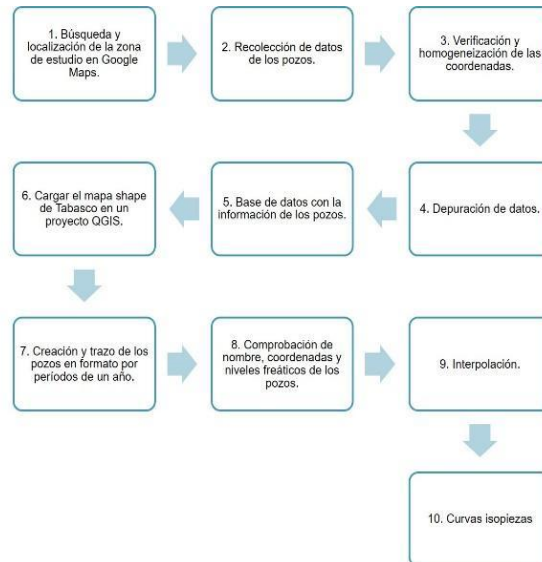 1. Búsqueda y
localización de la zona
de estudio en Google
Maps.
2. Recolección de datos
de los pozos.
3. Verificación y
homogeneización de las
coordenadas.
4. Depuración de datos.
5. Base de datos con la
información de los pozos.
6. Cargar el mapa shape
de Tabasco en un
proyecto QGIS.
7. Creación y trazo de los
pozos en formato por
períodos de un año.
8. Comprobación de
nombre, coordenadas y
niveles freáticos de los
pozos.
9. Interpolación.
10. Curvas isopiezas